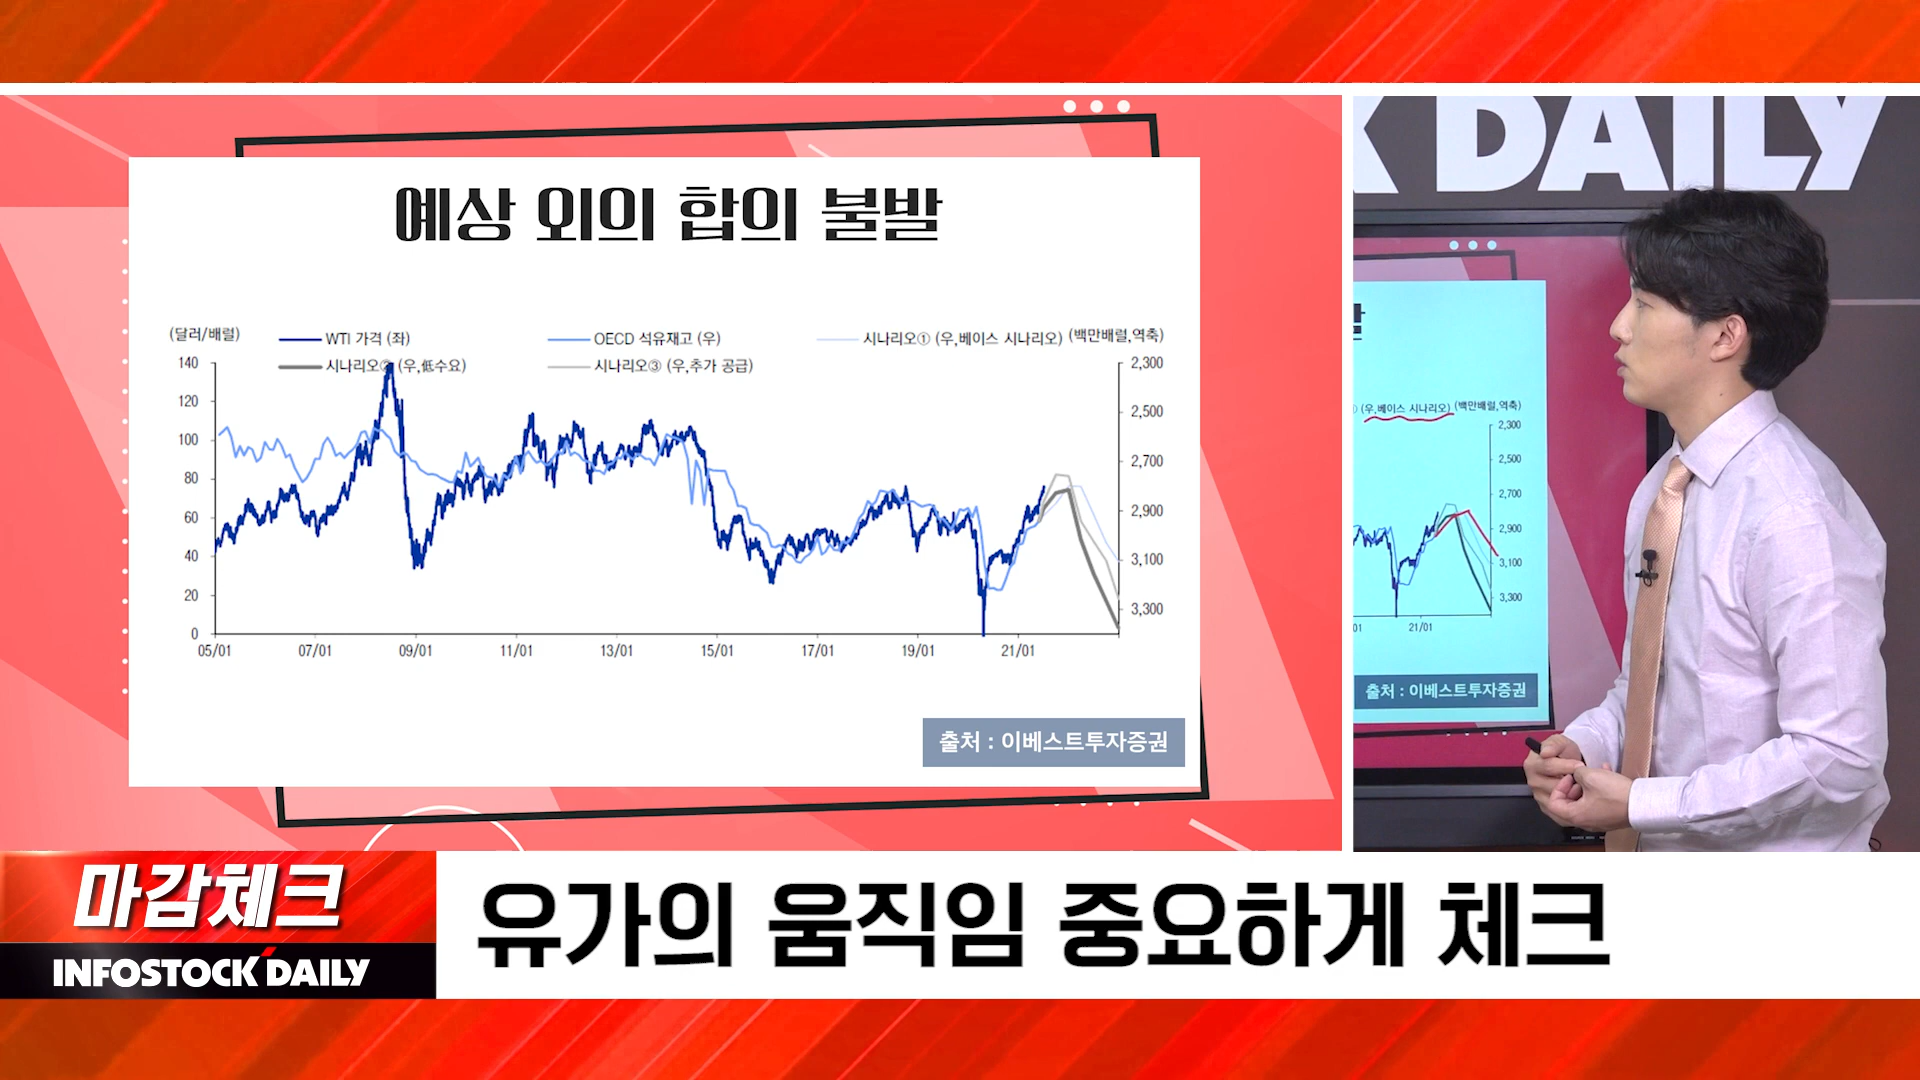 예상 외의 합의 불발
(달러/배럴)
WTI 가격 (좌)
OECD 석유재고 (우)
시나리오① (우,베이스 시나리오)
(백만배럴,역축)
시나리오② (우,低수요)
시나리오③ (우,추가 공급)
140
120
100
80
60
40
20
0
2,300
2,500
2,700
2,900
3,100
3,300
05/01 07/01 09/01 11/01 13/01 15/01 17/01 19/01 21/01
출처 : 이베스트투자증권
DAILY
(우,베이스 시나리오) (백만배럴,역축)
2,300
2,500
2,700
2,900
3,100
3,300
01 21/01
출처 : 이베스트투자증권
마감체크
INFOSTOCK DAILY
유가의 움직임 중요하게 체크